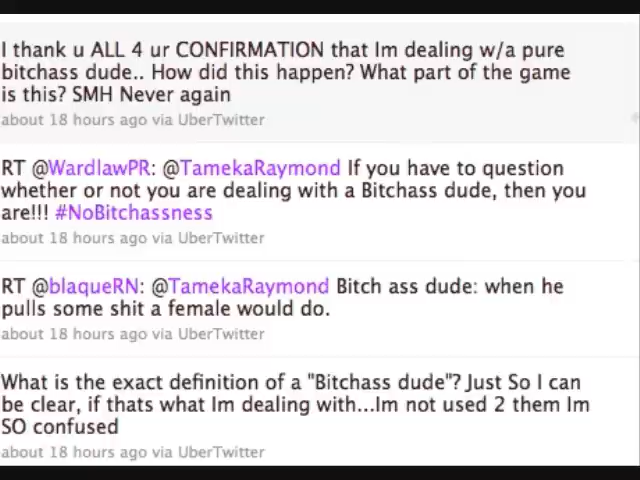 I thank u ALL 4 ur CONFIRMATION that Im dealing w/a pure
bitchass dude.. How did this happen? What part of the game
is this? SMH Never again
about 18 hours ago via UberTwitter
RT @WardlawPR: @TamekaRaymond If you have to question
whether or not you are dealing with a Bitchass dude, then you
are!!! #NoBitchassness
about 18 hours ago via UberTwitter
RT @blaqueRN: @TamekaRaymond Bitch ass dude: when he
pulls some shit a female would do.
about 18 hours ago via UberTwitter
What is the exact definition of a "Bitchass dude"? Just So I can
be clear, if thats what Im dealing with...Im not used 2 them Im
SO confused
about 18 hours ago via UberTwitter